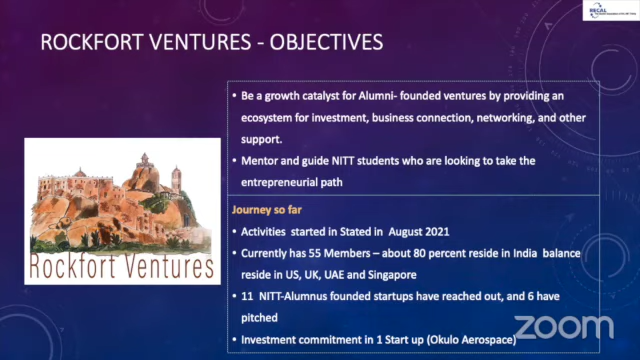 RECAL
ROCKFORT VENTURES - OBJECTIVES
• Be a growth catalyst for Alumni- founded ventures by providing an
ecosystem for investment, business connection, networking, and other
support.
• Mentor and guide NITT students who are looking to take the
entrepreneurial path
Rockfort Ventures
Journey so far
• Activities started in Stated in August 2021
• Currently has 55 Members – about 80 percent reside in India balance
reside in US, UK, UAE and Singapore
• 11 NITT-Alumnus founded startups have reached out, and 6 have
pitched
• Investment commitment in 1 Start up (Okulo Aerospace)
zoom